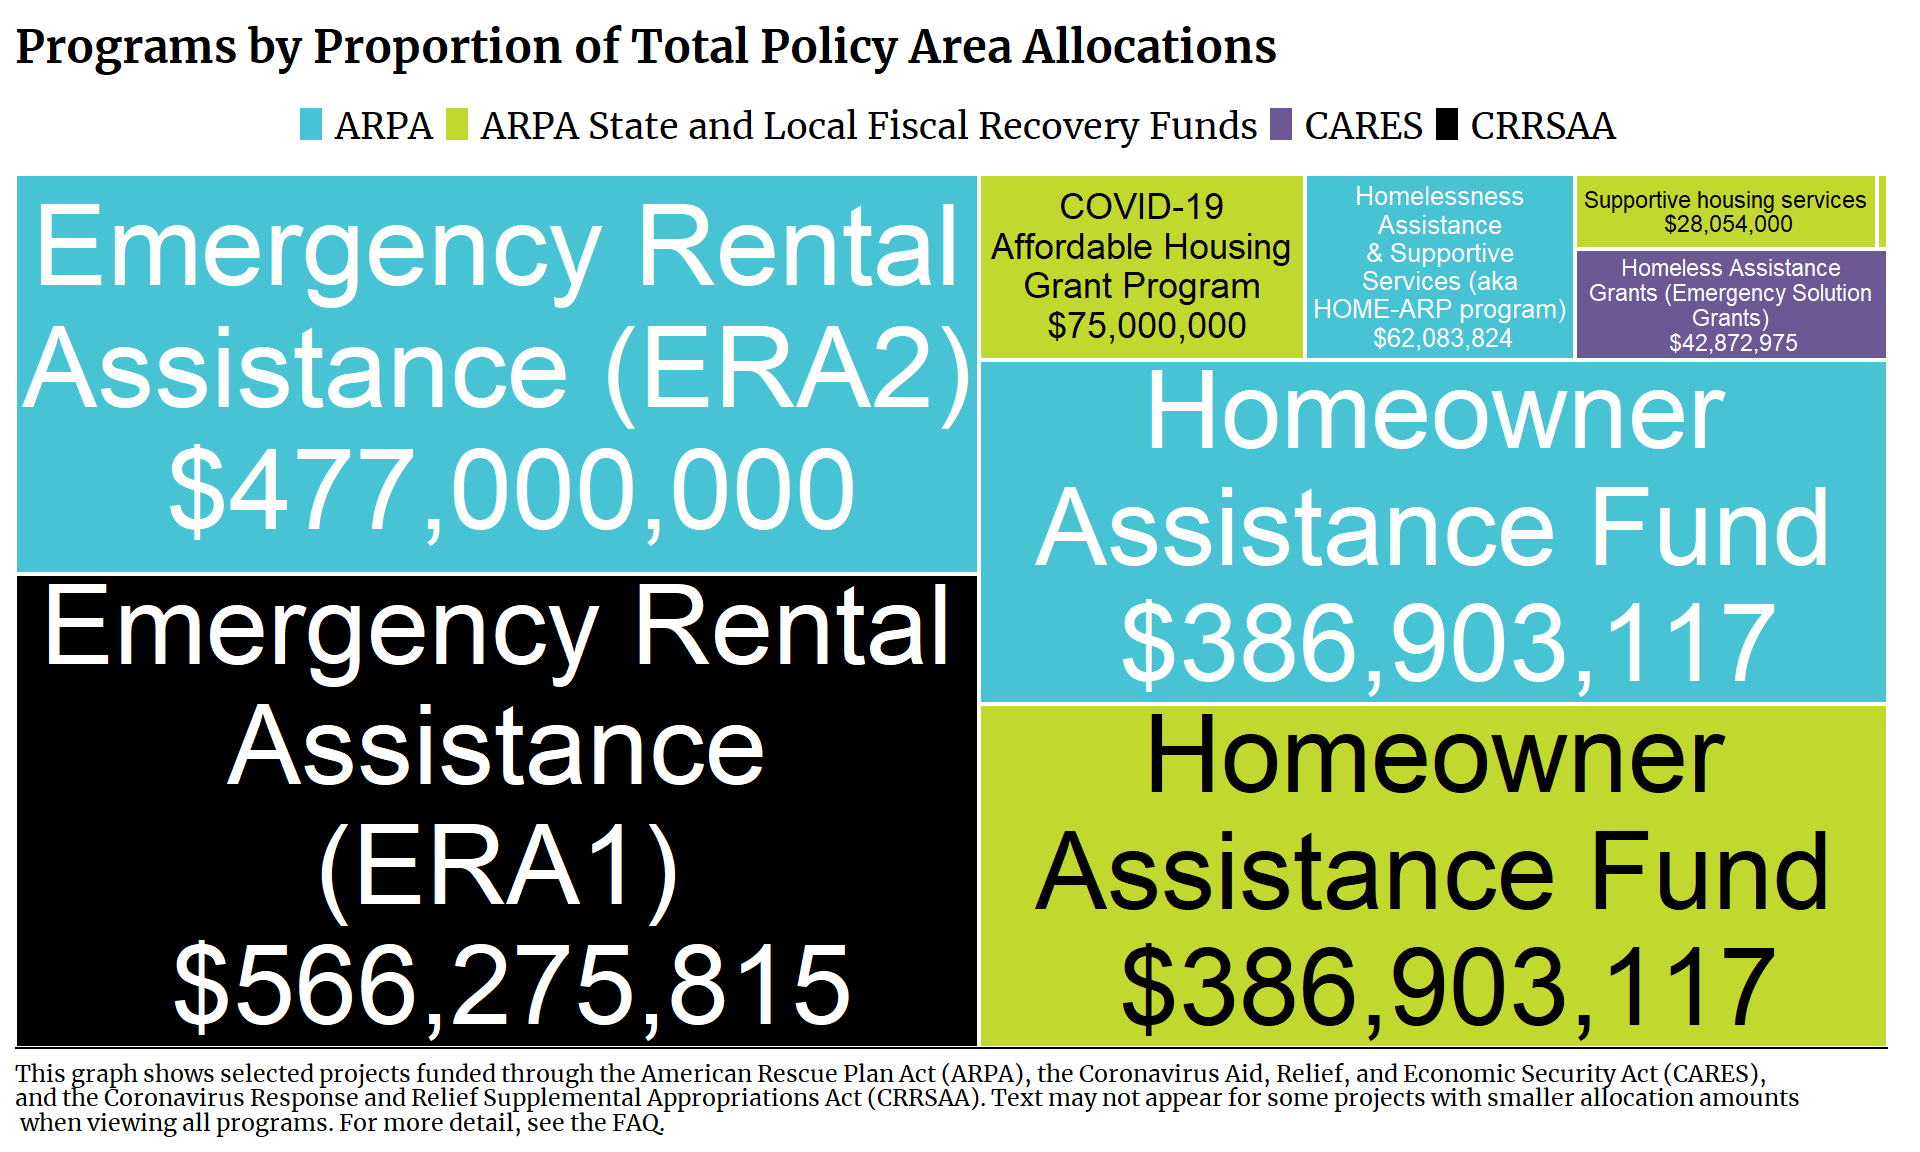 Programs by Proportion of Total Policy Area Allocations
ARPA ARPA State and Local Fiscal Recovery Funds CARES CRRSAA
Emergency Rental
Assistance (ERA2)
$477,000,000
Emergency Rental
Assistance
(ERA1)
$566,275,815
COVID-19
Affordable Housing
Grant Program
$75,000,000
Homelessness
Assistance
& Supportive
Services (aka
HOME-ARP program)
$62,083,824
Supportive housing services
$28,054,000
Homeless Assistance
Grants (Emergency Solution
Grants)
$42,872,975
Homeowner
Assistance Fund
$386,903,117
Homeowner
Assistance Fund
$386,903,117
This graph shows selected projects funded through the American Rescue Plan Act (ARPA), the Coronavirus Aid, Relief, and Economic Security Act (CARES),
and the Coronavirus Response and Relief Supplemental Appropriations Act (CRRSAA). Text may not appear for some projects with smaller allocation amounts
when viewing all programs. For more detail, see the FAQ.